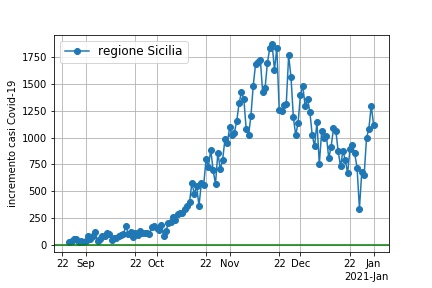 regione Sicilia
incremento casi Covid-19
1750
1500
1250
1000
750
500
250
0
22 Sep 22 Oct 22 Nov 22 Dec 22 Jan
2021-Jan